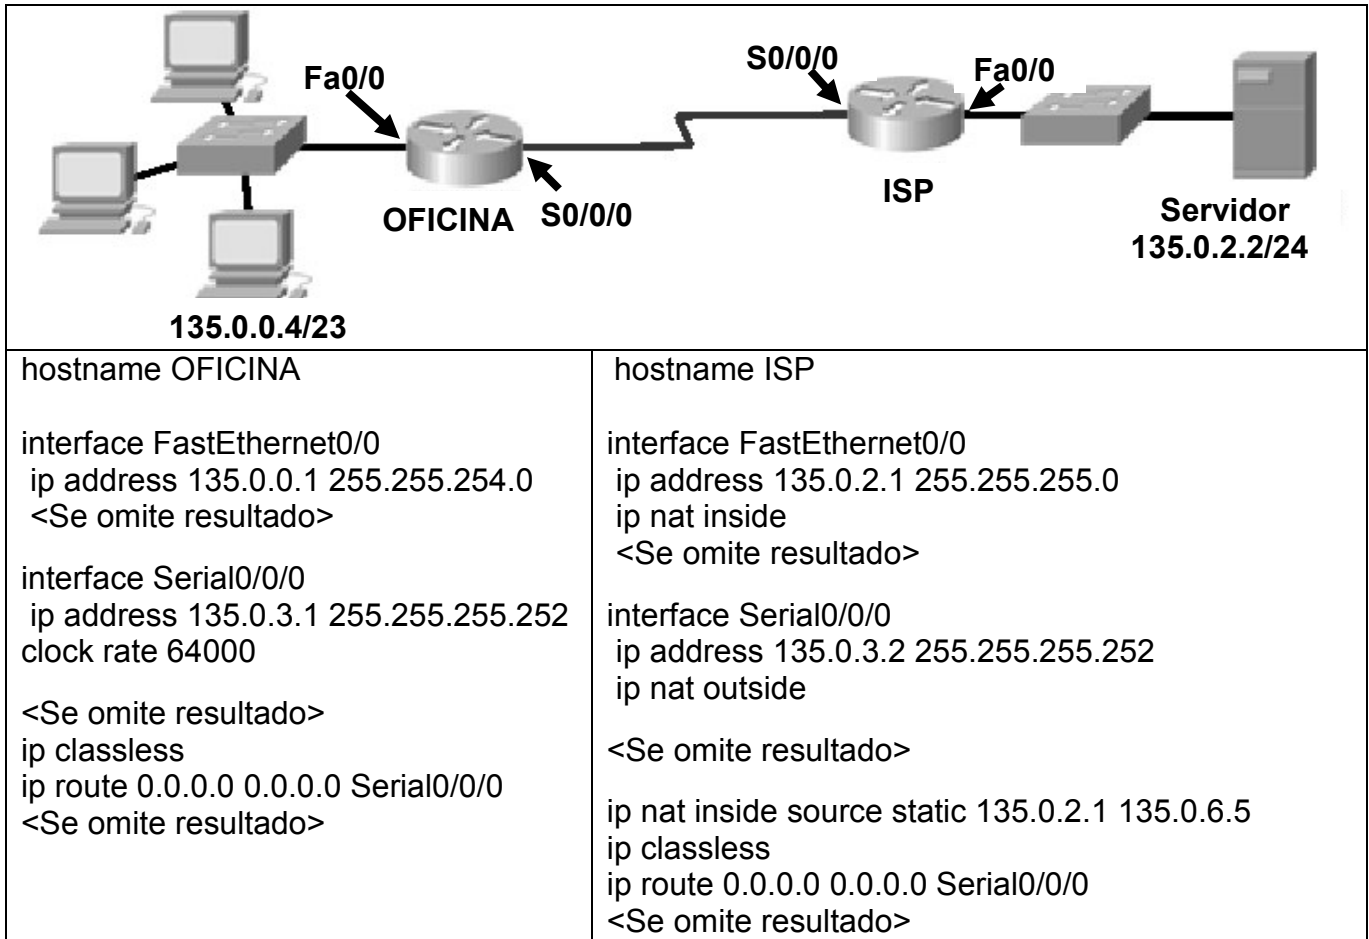 S0/0/0
Fa0/0
Fa0/0
ISP
OFICINA
S0/0/0
Servidor
135.0.2.2/24
135.0.0.4/23
hostname OFICINA
interface FastEthernet0/0
ip address 135.0.0.1 255.255.254.0
<Se omite resultado>
interface Serial0/0/0
ip address 135.0.3.1 255.255.255.252
clock rate 64000
<Se omite resultado>
ip classless
ip route 0.0.0.0 0.0.0.0 Serial0/0/0
<Se omite resultado>
hostname ISP
interface FastEthernet0/0
ip address 135.0.2.1 255.255.255.0
ip nat inside
<Se omite resultado>
interface Serial0/0/0
ip address 135.0.3.2 255.255.255.252
ip nat outside
<Se omite resultado>
ip nat inside source static 135.0.2.1 135.0.6.5
ip classless
ip route 0.0.0.0 0.0.0.0 Serial0/0/0
<Se omite resultado>